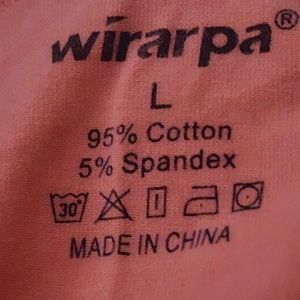 wirarpa®
L
95% Cotton
5% Spandex
30°
MADE IN CHINA